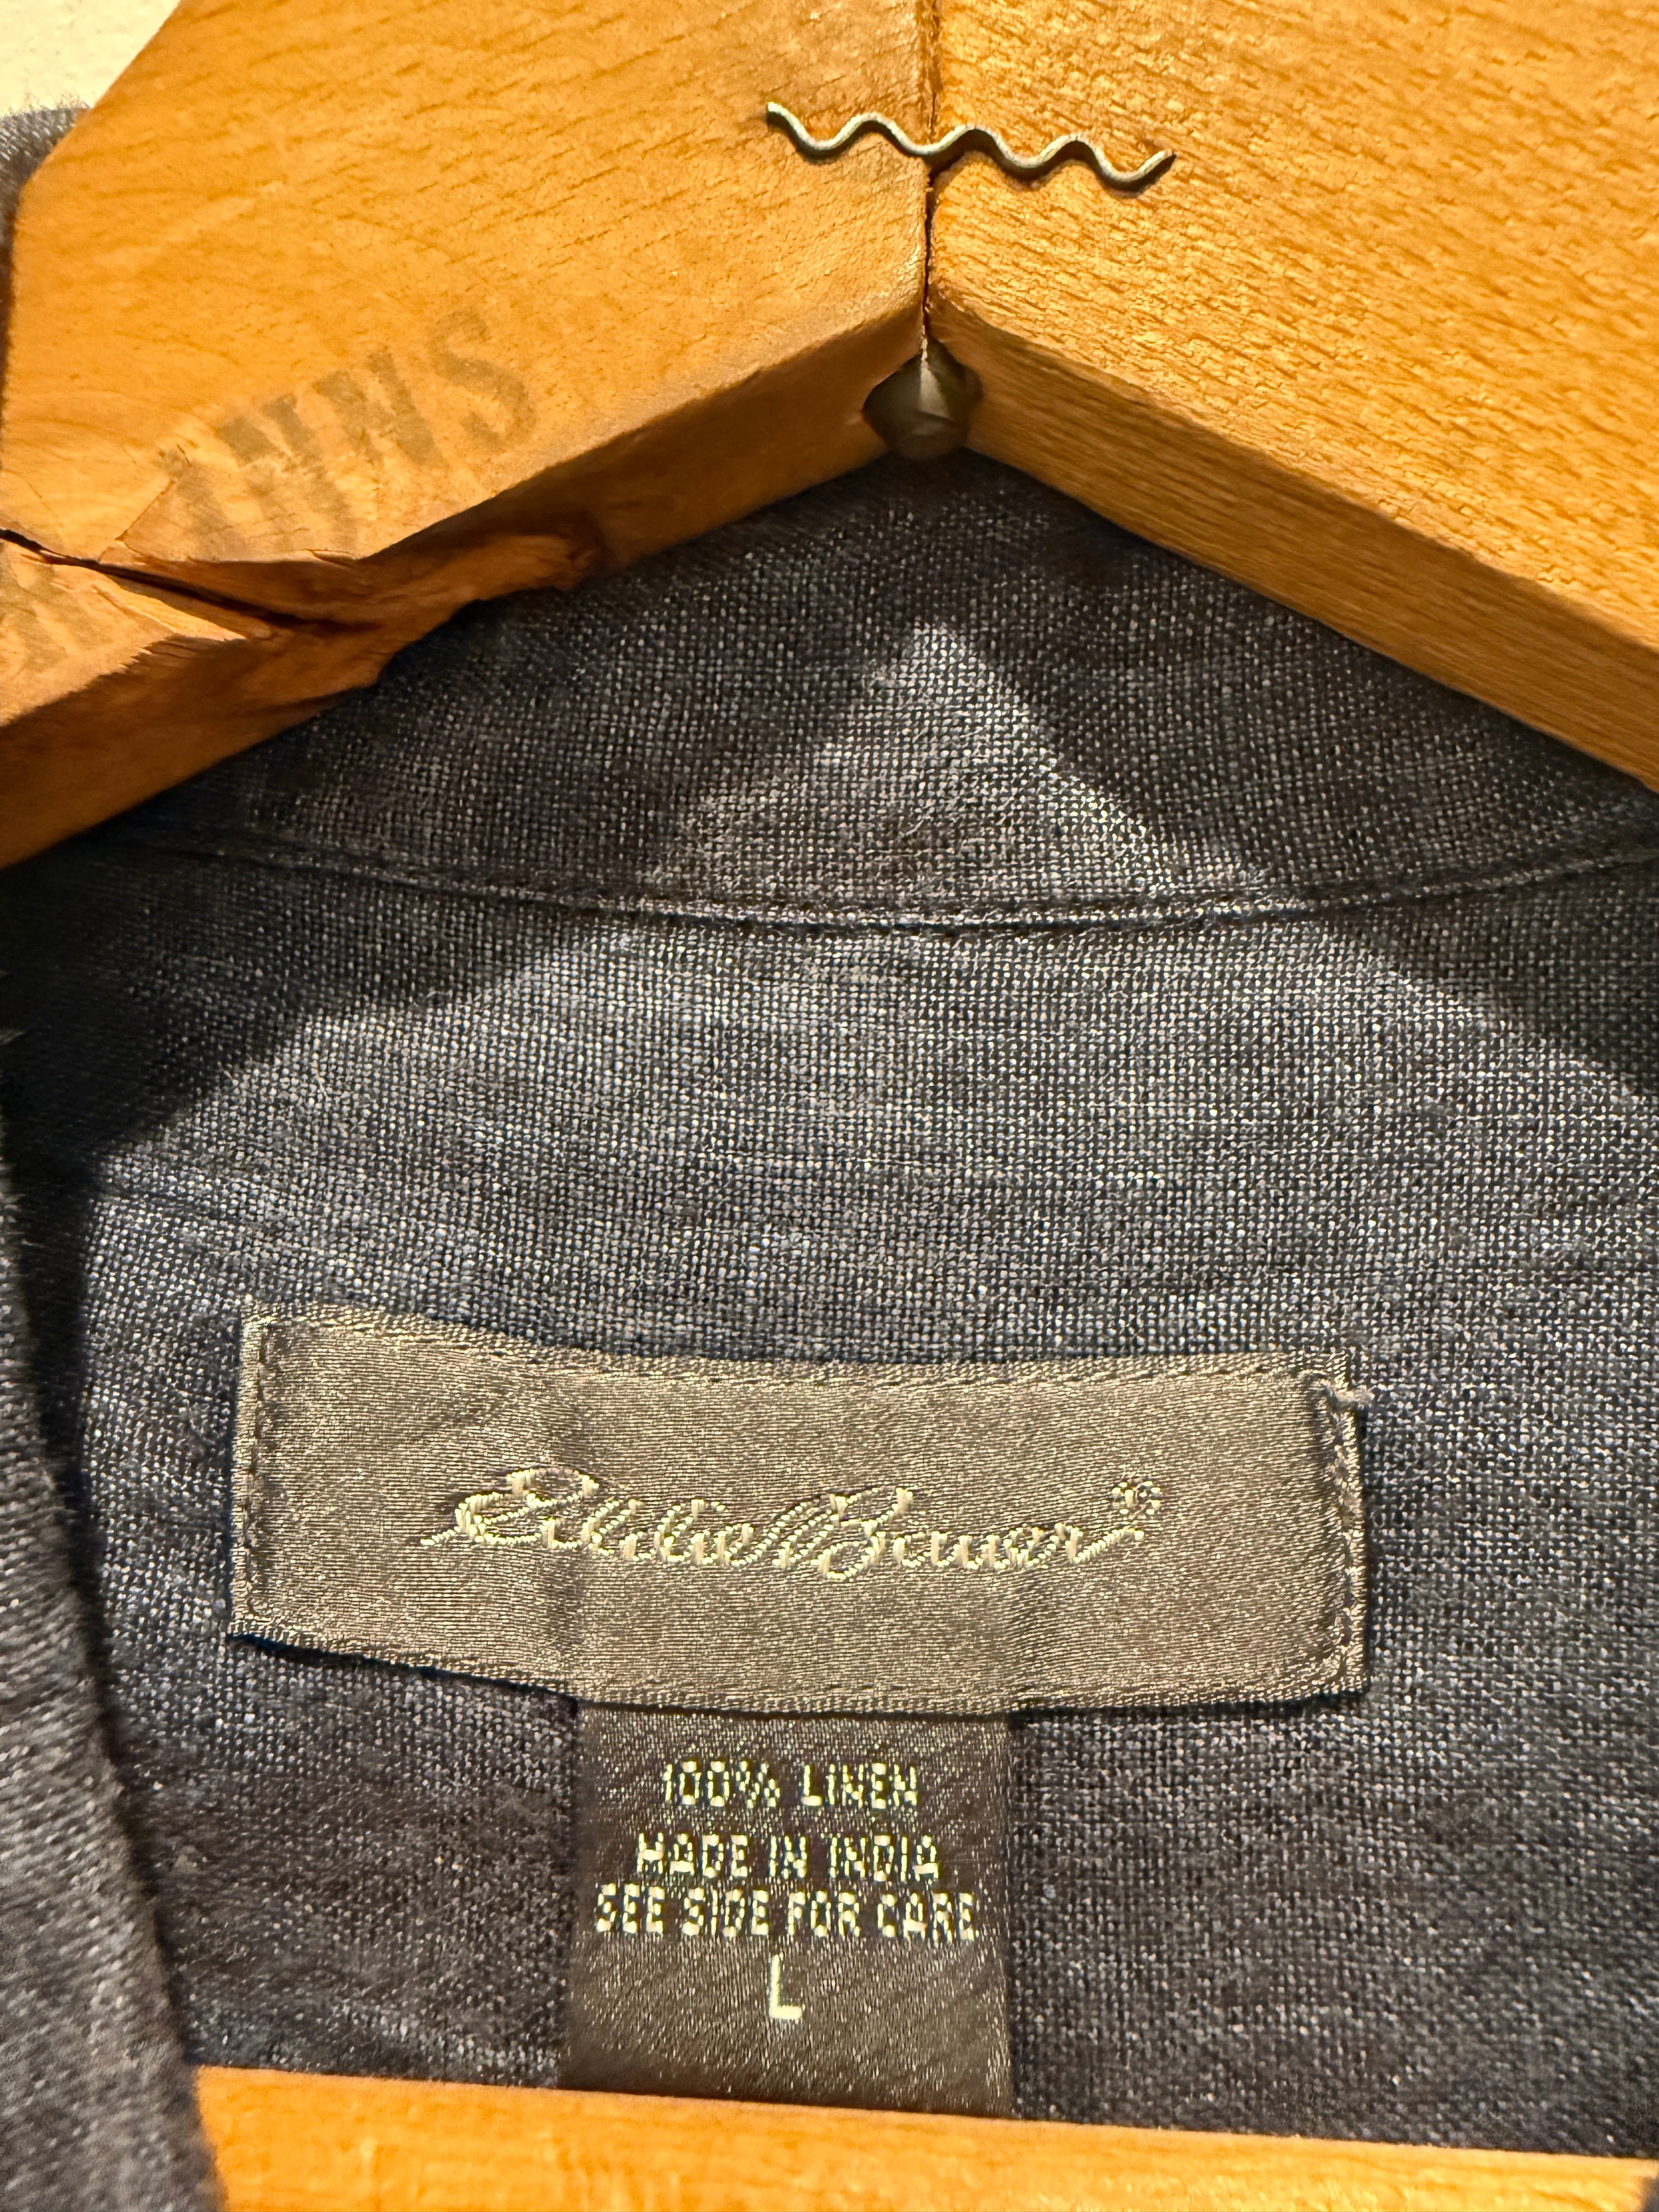 Eddie Bauer®
100% LINEN
MADE IN INDIA
SEE SIDE FOR CARE
L